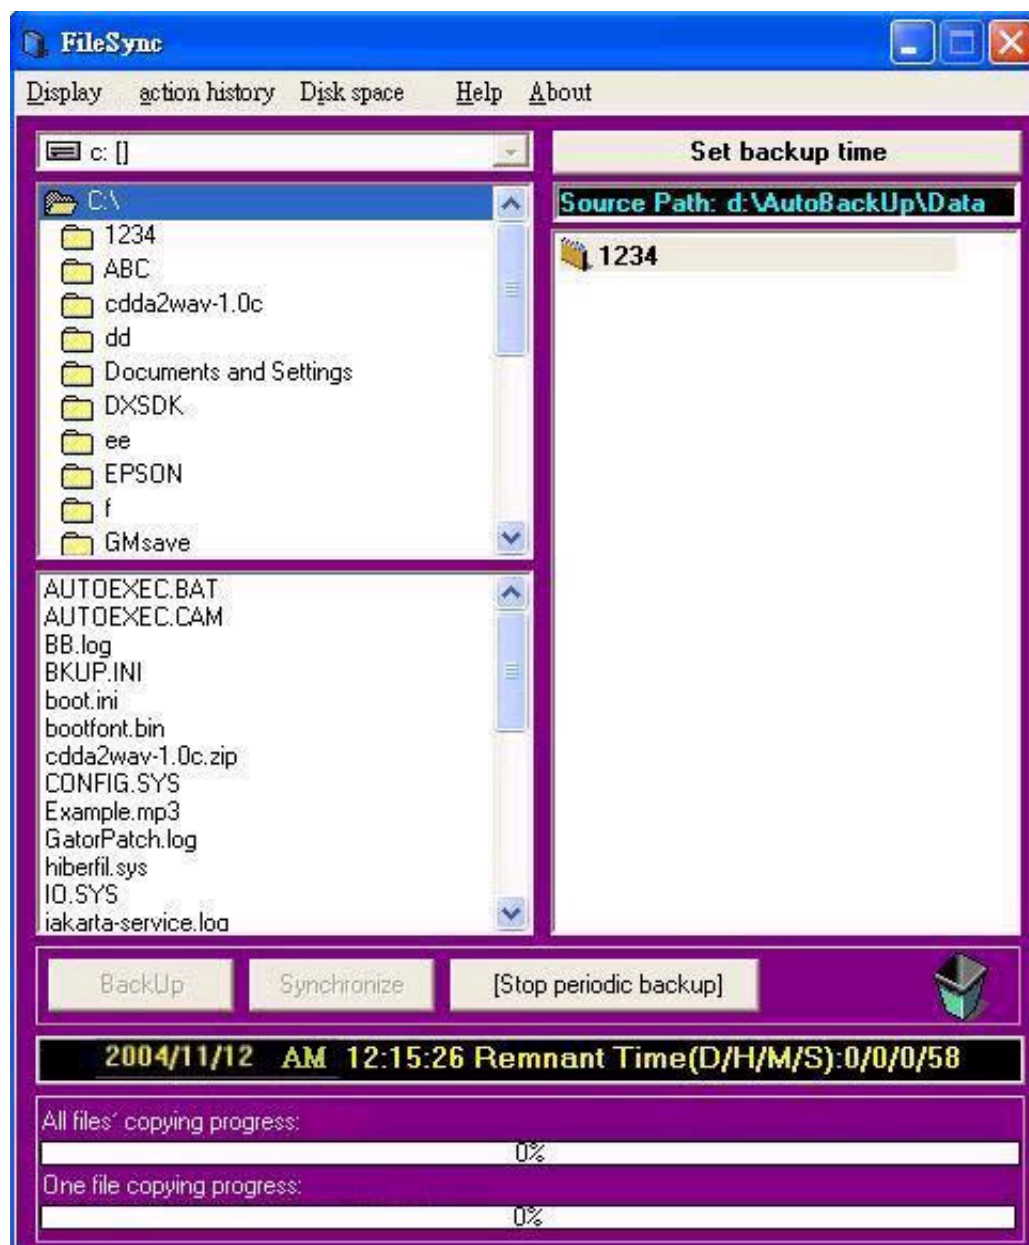 FileSync
Display action history Disk space Help About
c: []
C:\
1234
ABC
cdda2wav-1.0c
dd
Documents and Settings
DXSDK
ee
EPSON
f
GMsave
AUTOEXEC.BAT
AUTOEXEC.CAM
BB.log
BKUP.INI
boot.ini
bootfont.bin
cdda2wav-1.0c.zip
CONFIG.SYS
Example.mp3
GatorPatch.log
hiberfil.sys
IO.SYS
jakarta-service.log
Set backup time
Source Path: d:\AutoBackUp\Data
1234
BackUp Synchronize [Stop periodic backup]
2004/11/12 AM 12:15:26 Remnant Time(D/H/M/S):0/0/0/58
All files' copying progress:
0%
One file copying progress:
0%